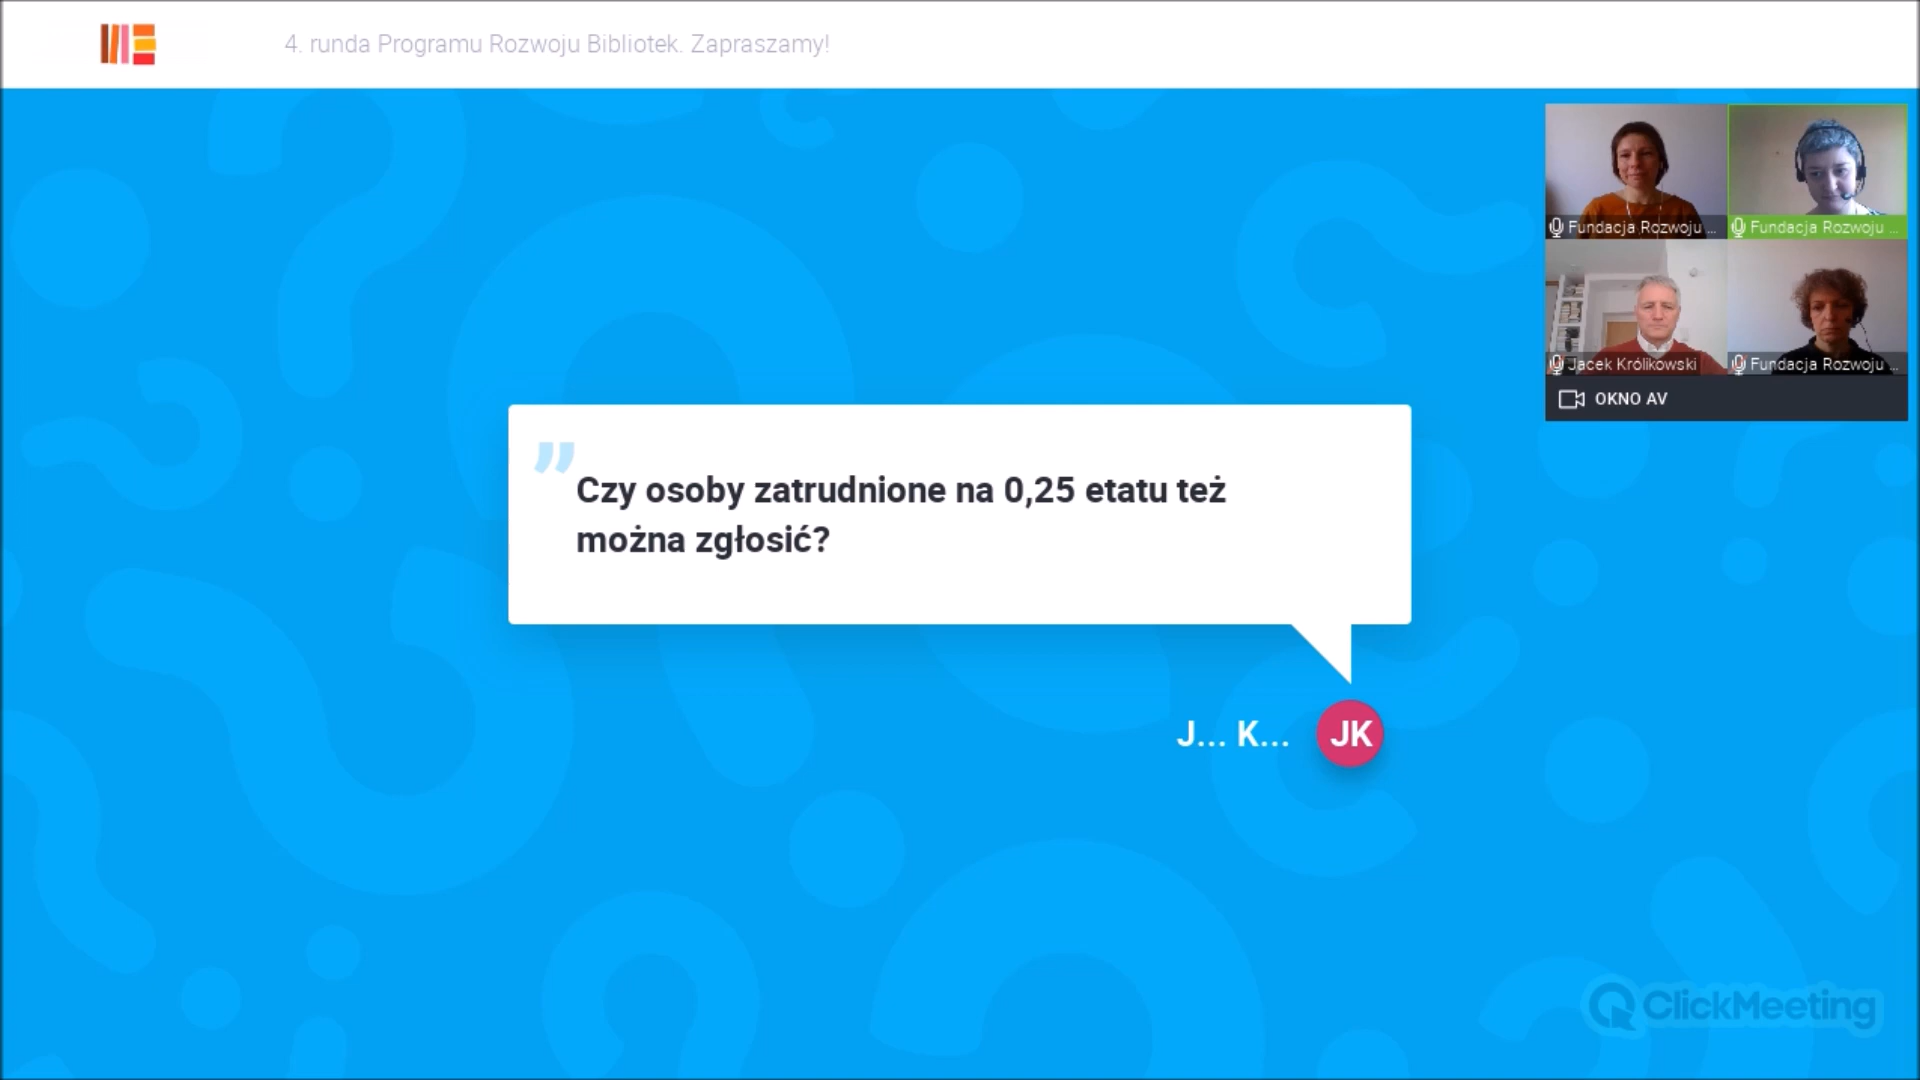 4. runda Programu Rozwoju Bibliotek. Zapraszamy!
Fundacja Rozwoju ...
Fundacja Rozwoju ...
Jacek Królikowski
Fundacja Rozwoju ...
OKNO AV
” Czy osoby zatrudnione na 0,25 etatu też
można zgłosić?
J... K... JK
ClickMeeting